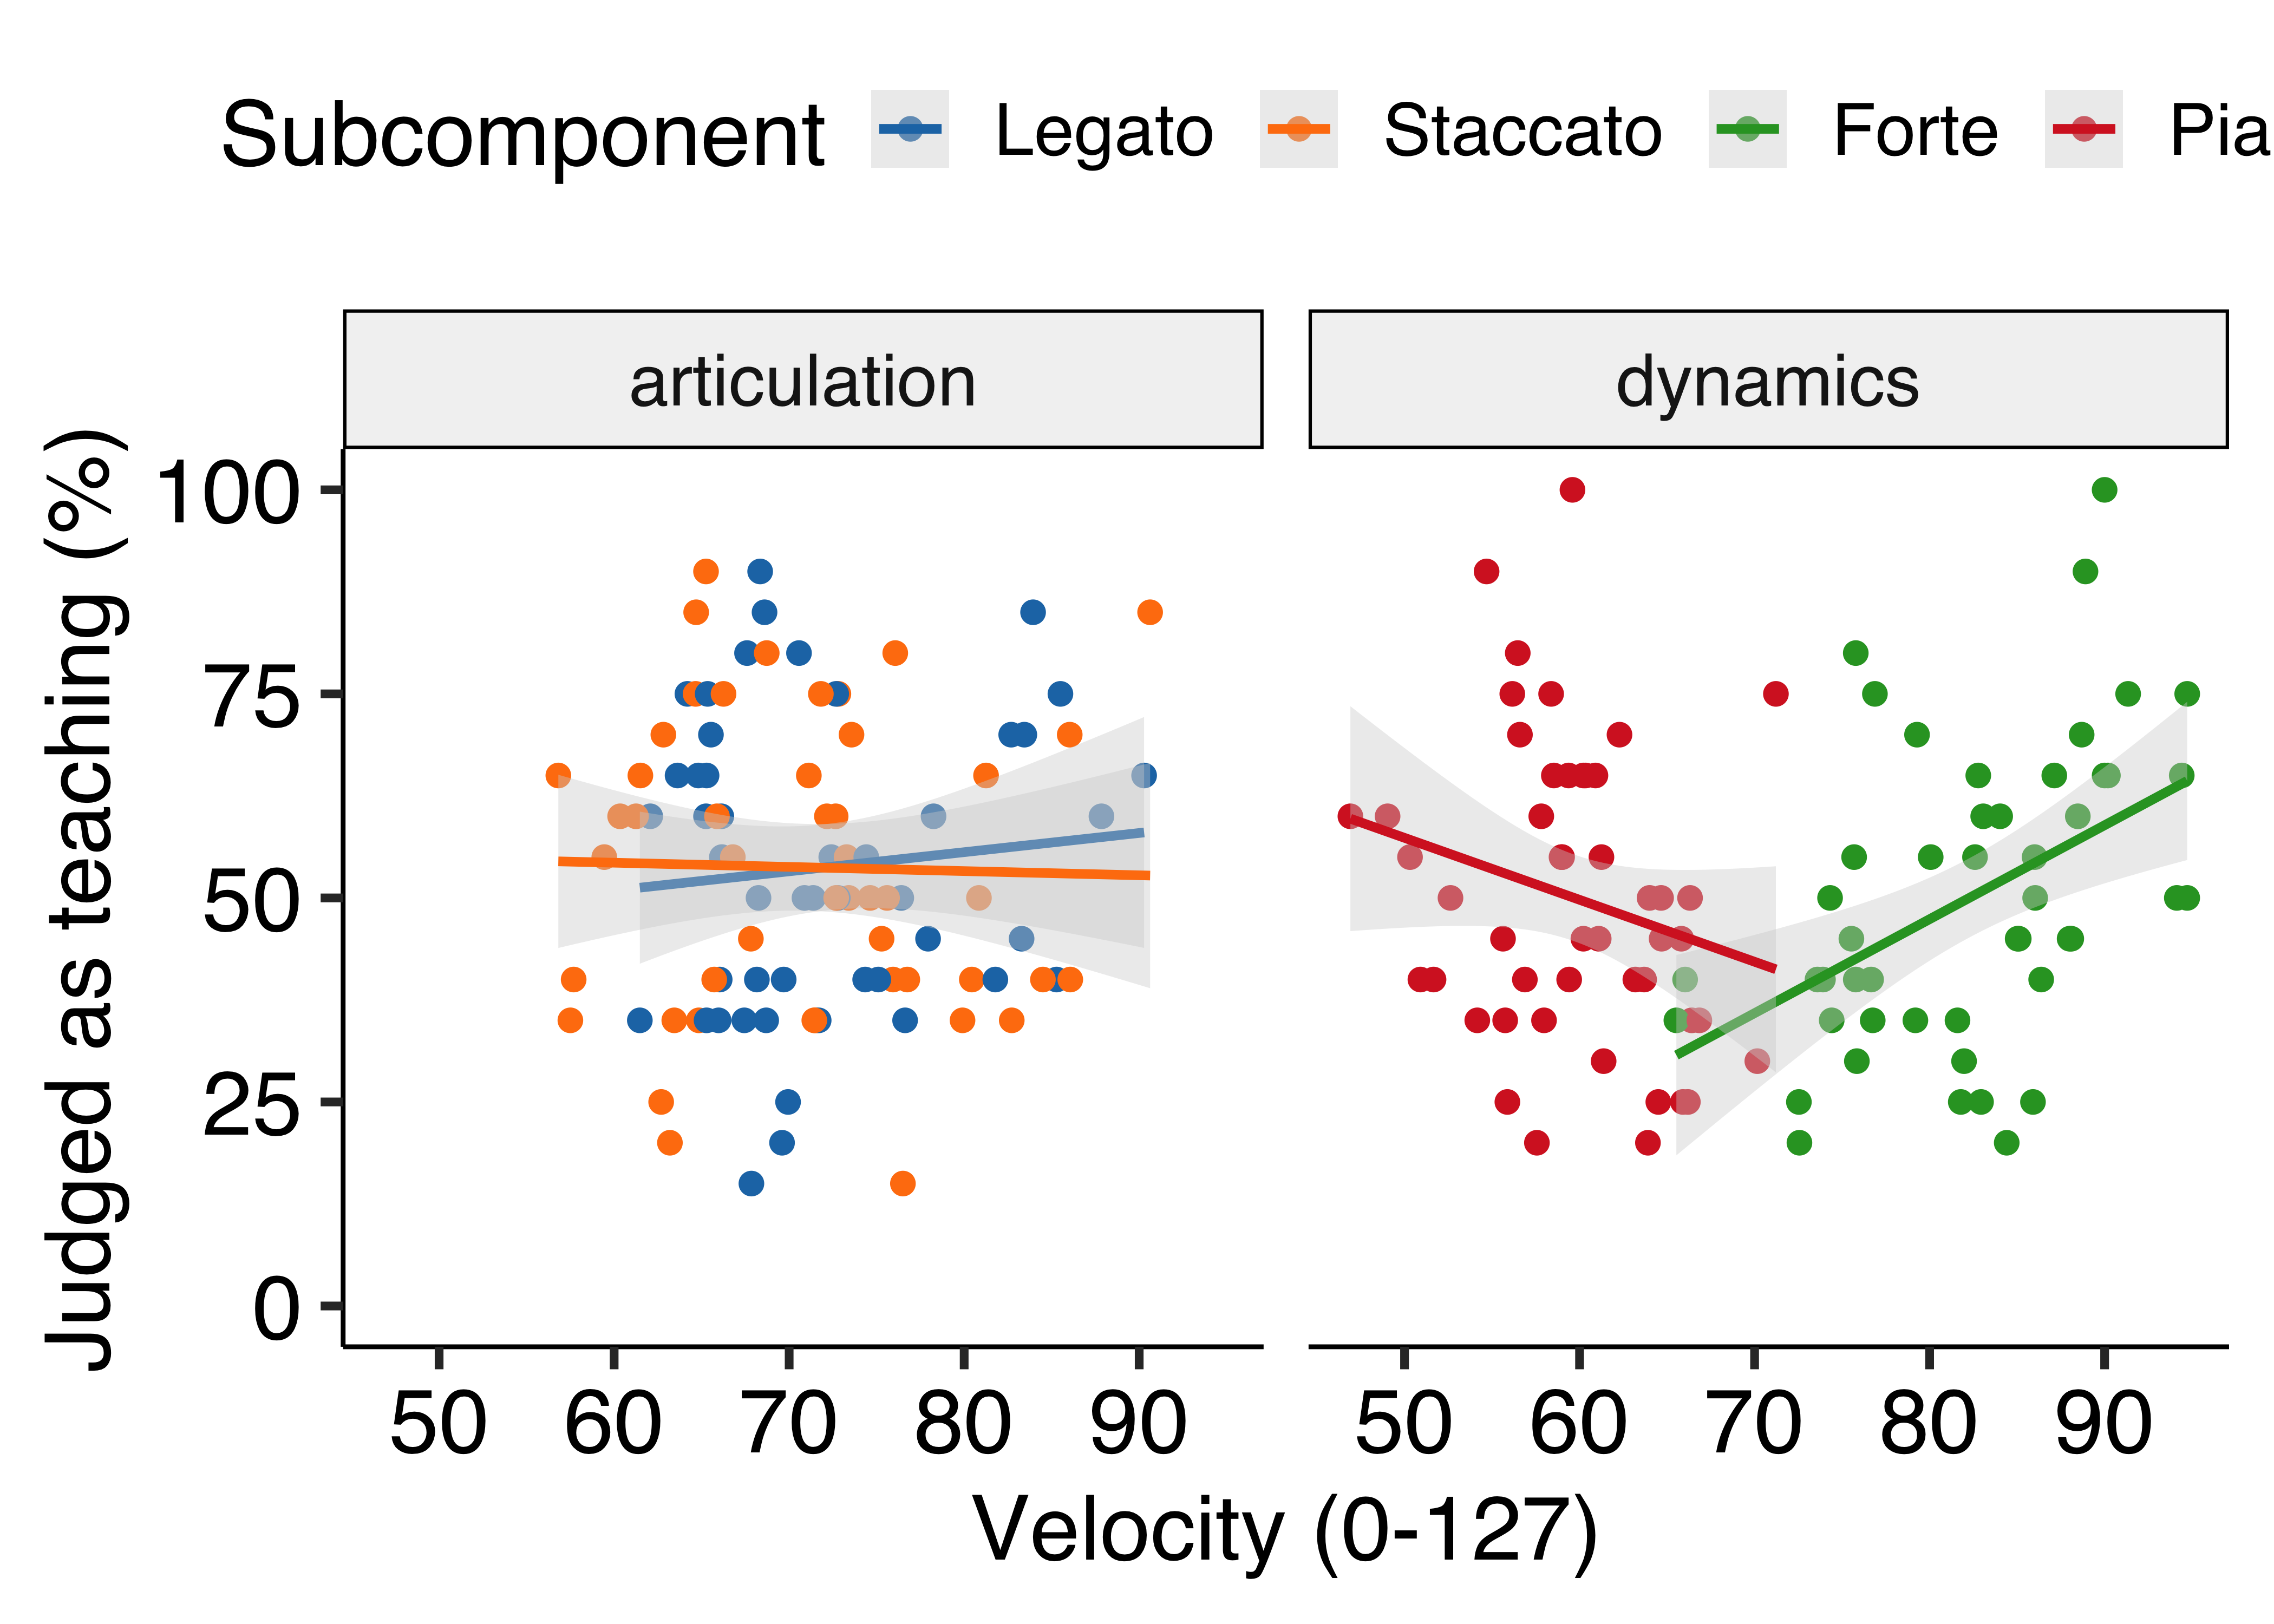 Subcomponent Legato Staccato Forte Pia
articulation dynamics
Judged as teaching (%)
100
75
50
25
0
50 60 70 80 90 50 60 70 80 90
Velocity (0-127)